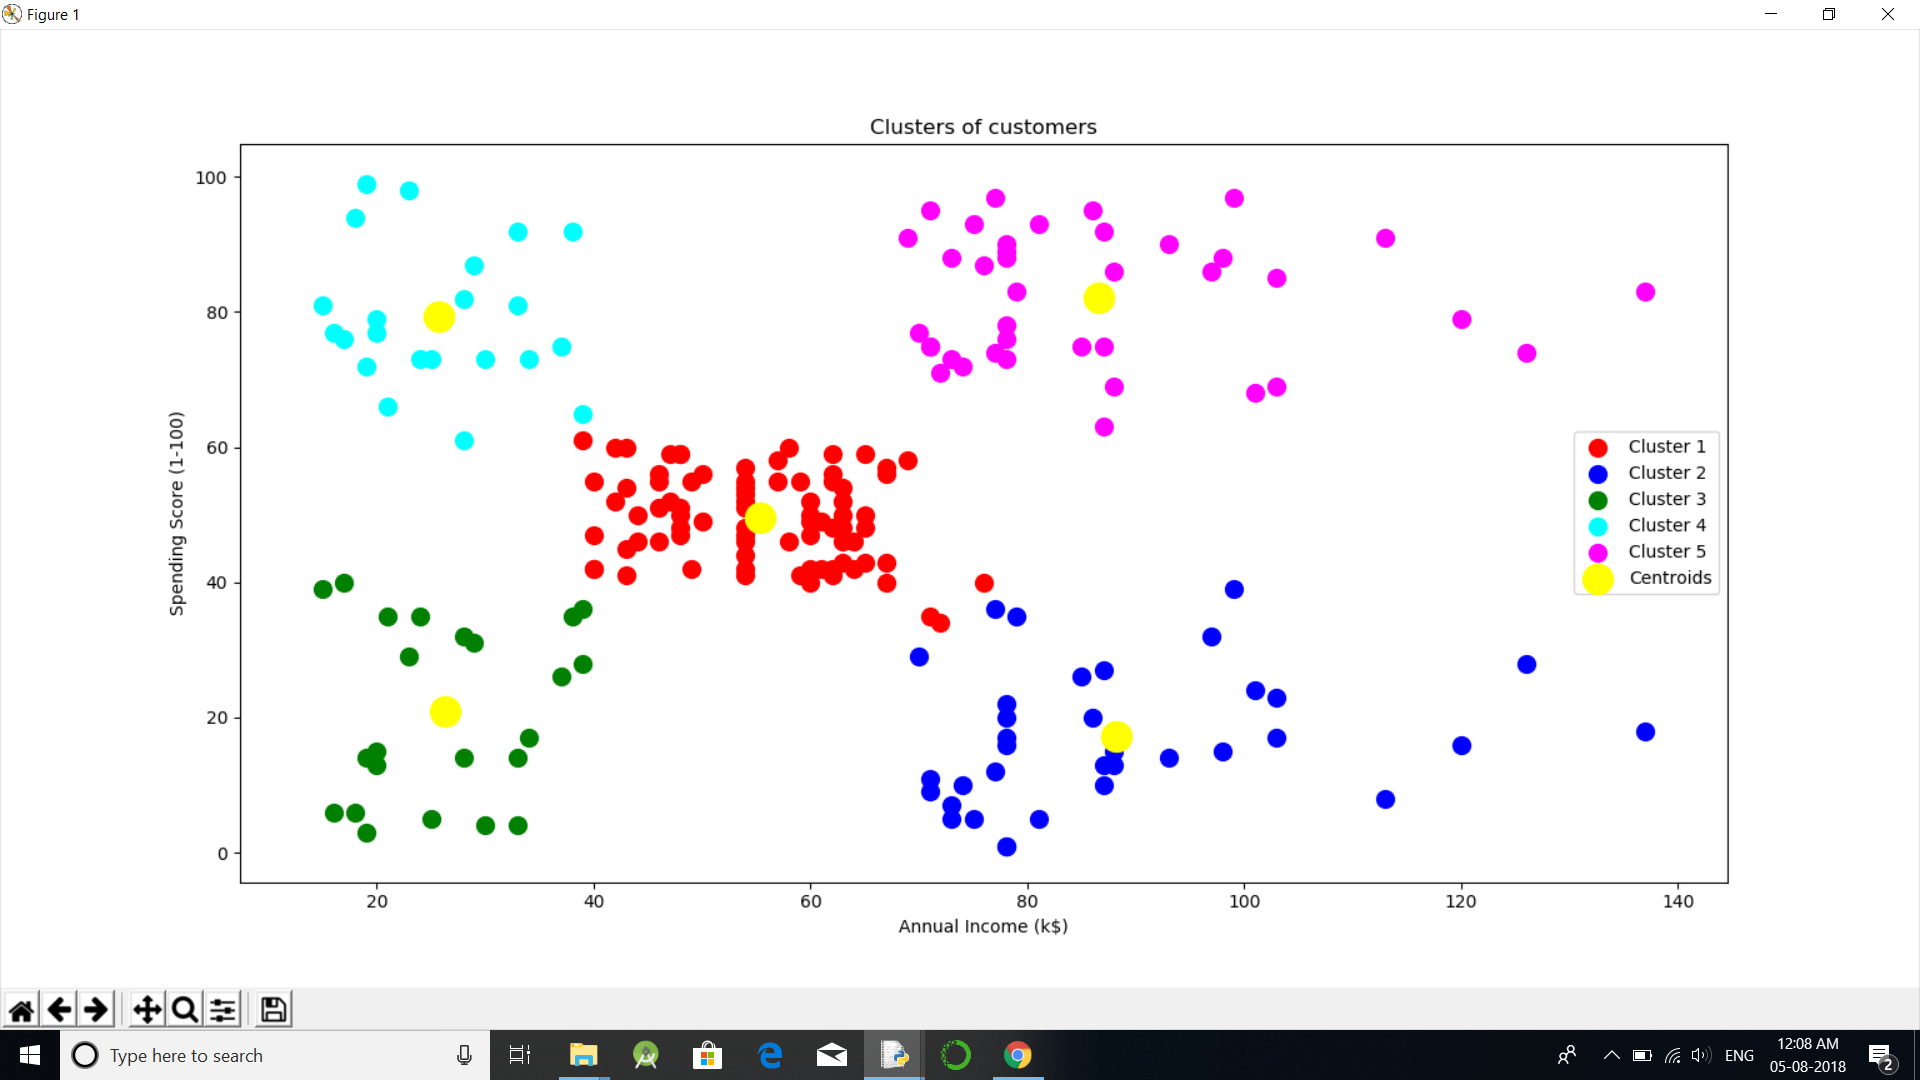 Figure 1
Clusters of customers
100
80
60
40
20
0
Spending Score (1-100)
20 40 60 80 100 120 140
Annual Income (k$)
Cluster 1
Cluster 2
Cluster 3
Cluster 4
Cluster 5
Centroids
Type here to search
ENG
12:08 AM
05-08-2018
2